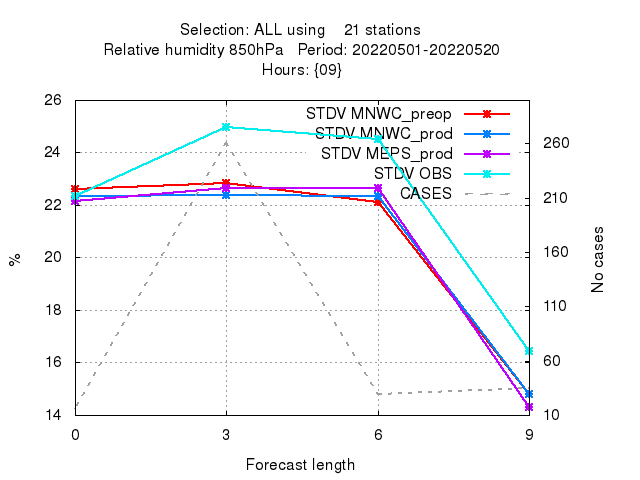 Selection: ALL using 21 stations
Relative humidity 850hPa Period: 20220501-20220520
Hours: {09}
STDV MNWC_preop
STDV MNWC_prod
STDV MEPS_prod
STDV OBS
CASES
26
24
22
20
18
16
14
%
260
210
160
110
60
10
No cases
0 3 6 9
Forecast length